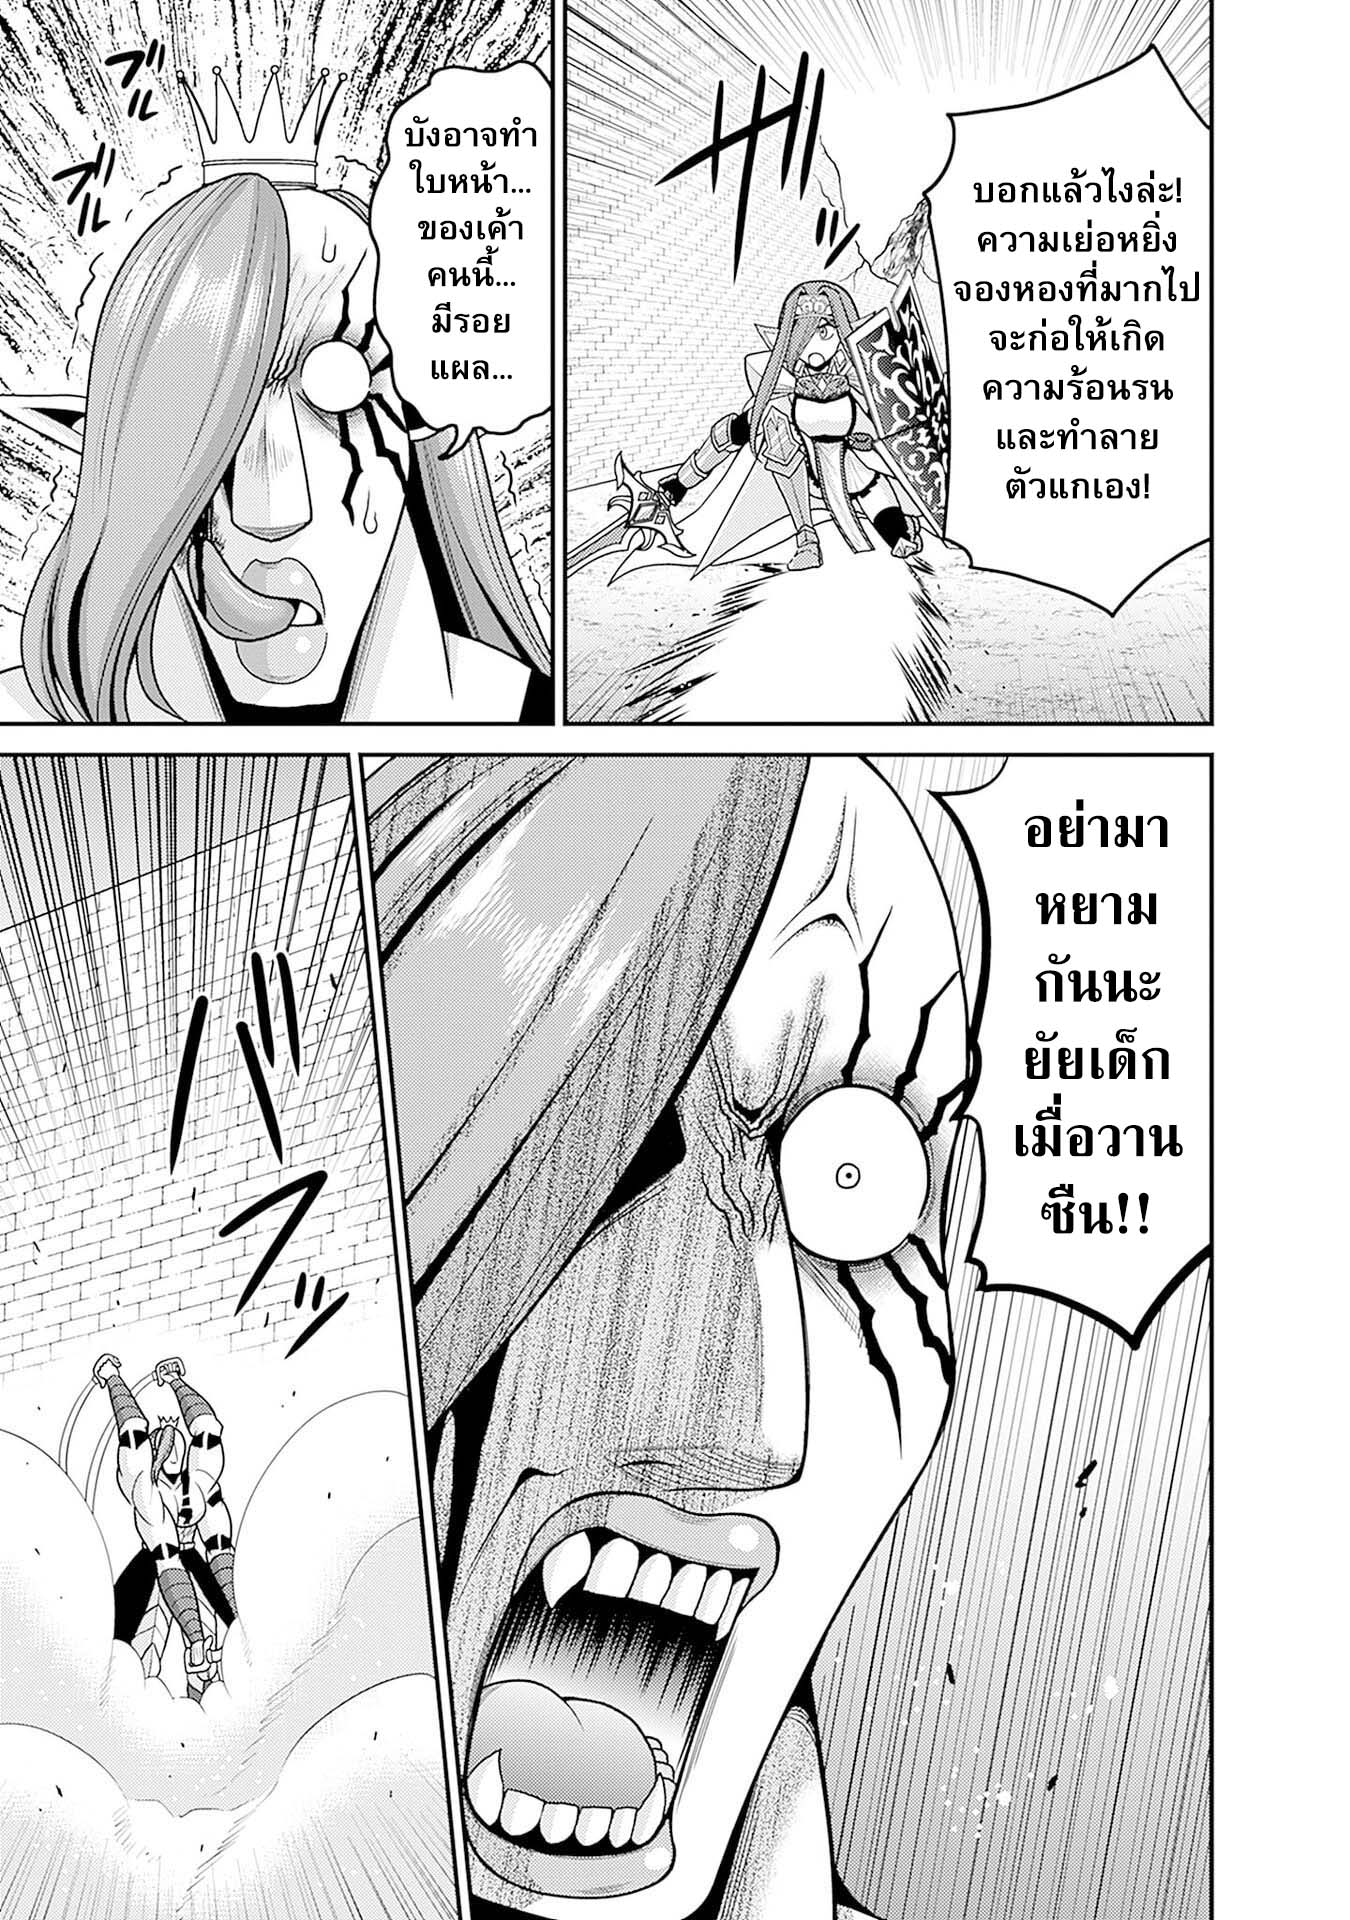 บอกแล้วไงล่ะ!
ความเย่อหยิ่ง
จองหองที่มากไป
จะก่อให้เกิด
ความร้อนรน
และทำลาย
ตัวแกเอง!
บังอาจทำ
ใบหน้า...
ของเค้า
คนนี้...
มีรอย
แผล...
อย่ามา
หยาม
กันนะ
ยัยเด็ก
เมื่อวาน
ซืน!!